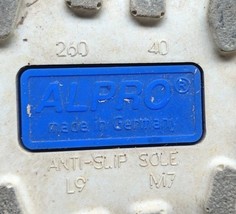 260 40
ALPRO®
made in Germany
ANTI-SLIP SOLE
L9 M7